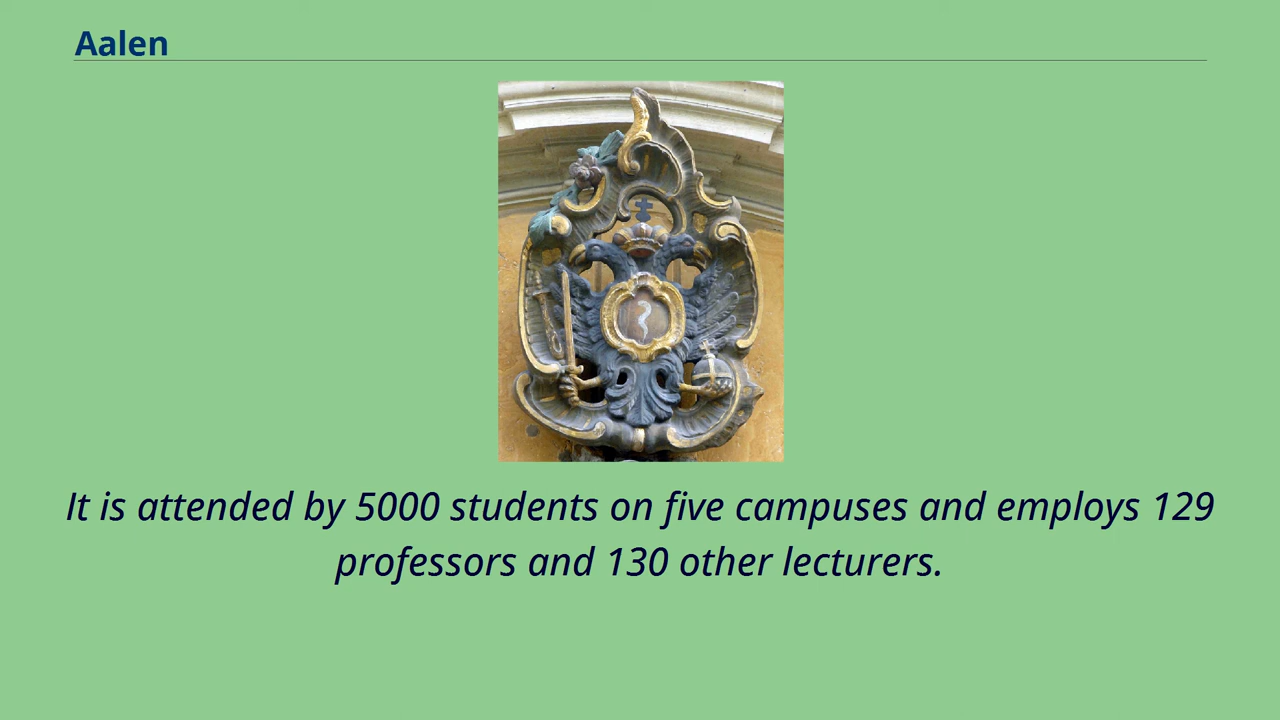 Aalen
It is attended by 5000 students on five campuses and employs 129
professors and 130 other lecturers.